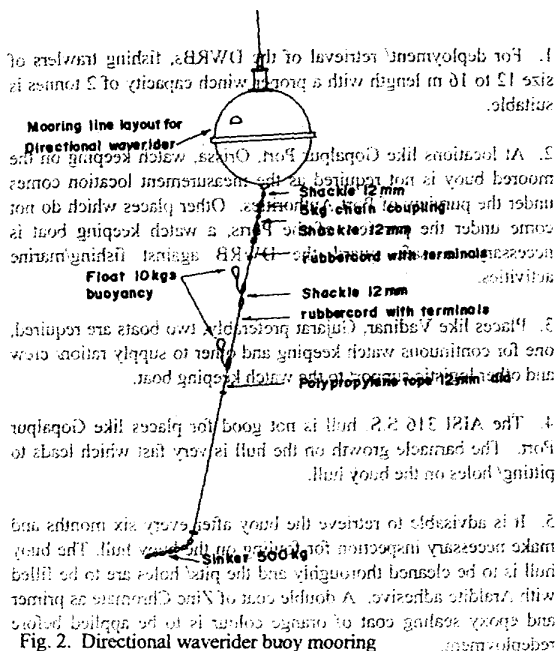 1. For deployment/ retrieval of the DWRBs, fishing trawlers of
size 12 to 16 m length with a proper winch capacity of 2 tonnes is
suitable.
Mooring line layout for
Directional waverider
2. At locations like Gopalpur Port, Orissa, watch keeping on the
moored buoy is not required as the measurement location comes
under the Port Authorities. Other places which do not
come under the Ports, a watch keeping boat is
necessary the DWRB against fishing/marine
activities.
Shackle 12mm
5kg chain coupling
Shackle 12mm
rubbercord with terminals
Float 10kgs
buoyancy
Shackle 12mm
rubbercord with terminals
3. Places like Vadinar, Gujarat preferably, two boats are required,
one for continuous watch keeping and other to supply ration, crew
and other support to the watch keeping boat.
Polypropylene rope 12mm dia
4. The AISI 316 S.S. hull is not good for places like Gopalpur
Port. The barnacle growth on the hull is very fast which leads to
pitting/ holes on the buoy hull.
5. It is advisable to retrieve the buoy after every six months and
make necessary inspection for fouling on the buoy hull. The buoy
hull is to be cleaned thoroughly and the pits/ holes are to be filled
with Araldite adhesive. A double coat of Zinc Chromate as primer
and epoxy sealing coat of orange colour is to be applied before
redeployment.
Sinker 500kg
Fig. 2. Directional waverider buoy mooring